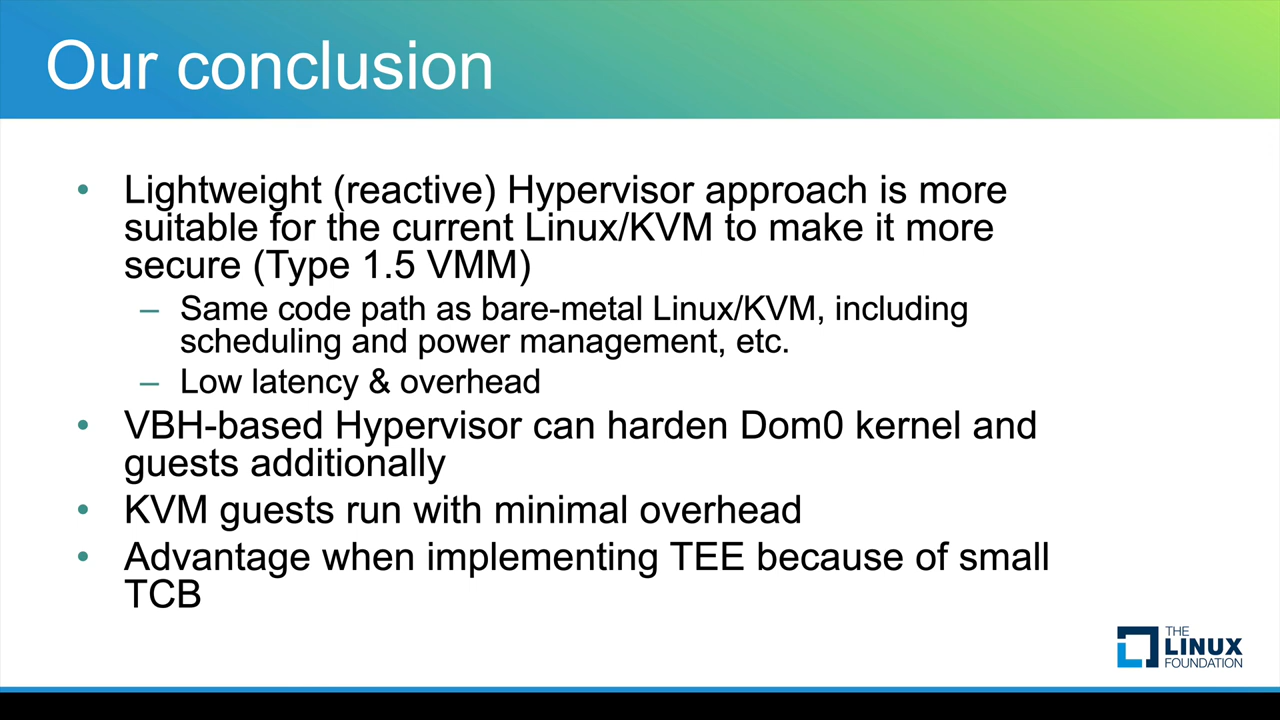 Our conclusion
• Lightweight (reactive) Hypervisor approach is more
suitable for the current Linux/KVM to make it more
secure (Type 1.5 VMM)
– Same code path as bare-metal Linux/KVM, including
scheduling and power management, etc.
– Low latency & overhead
• VBH-based Hypervisor can harden Dom0 kernel and
guests additionally
• KVM guests run with minimal overhead
• Advantage when implementing TEE because of small
TCB
THE
LINUX
FOUNDATION